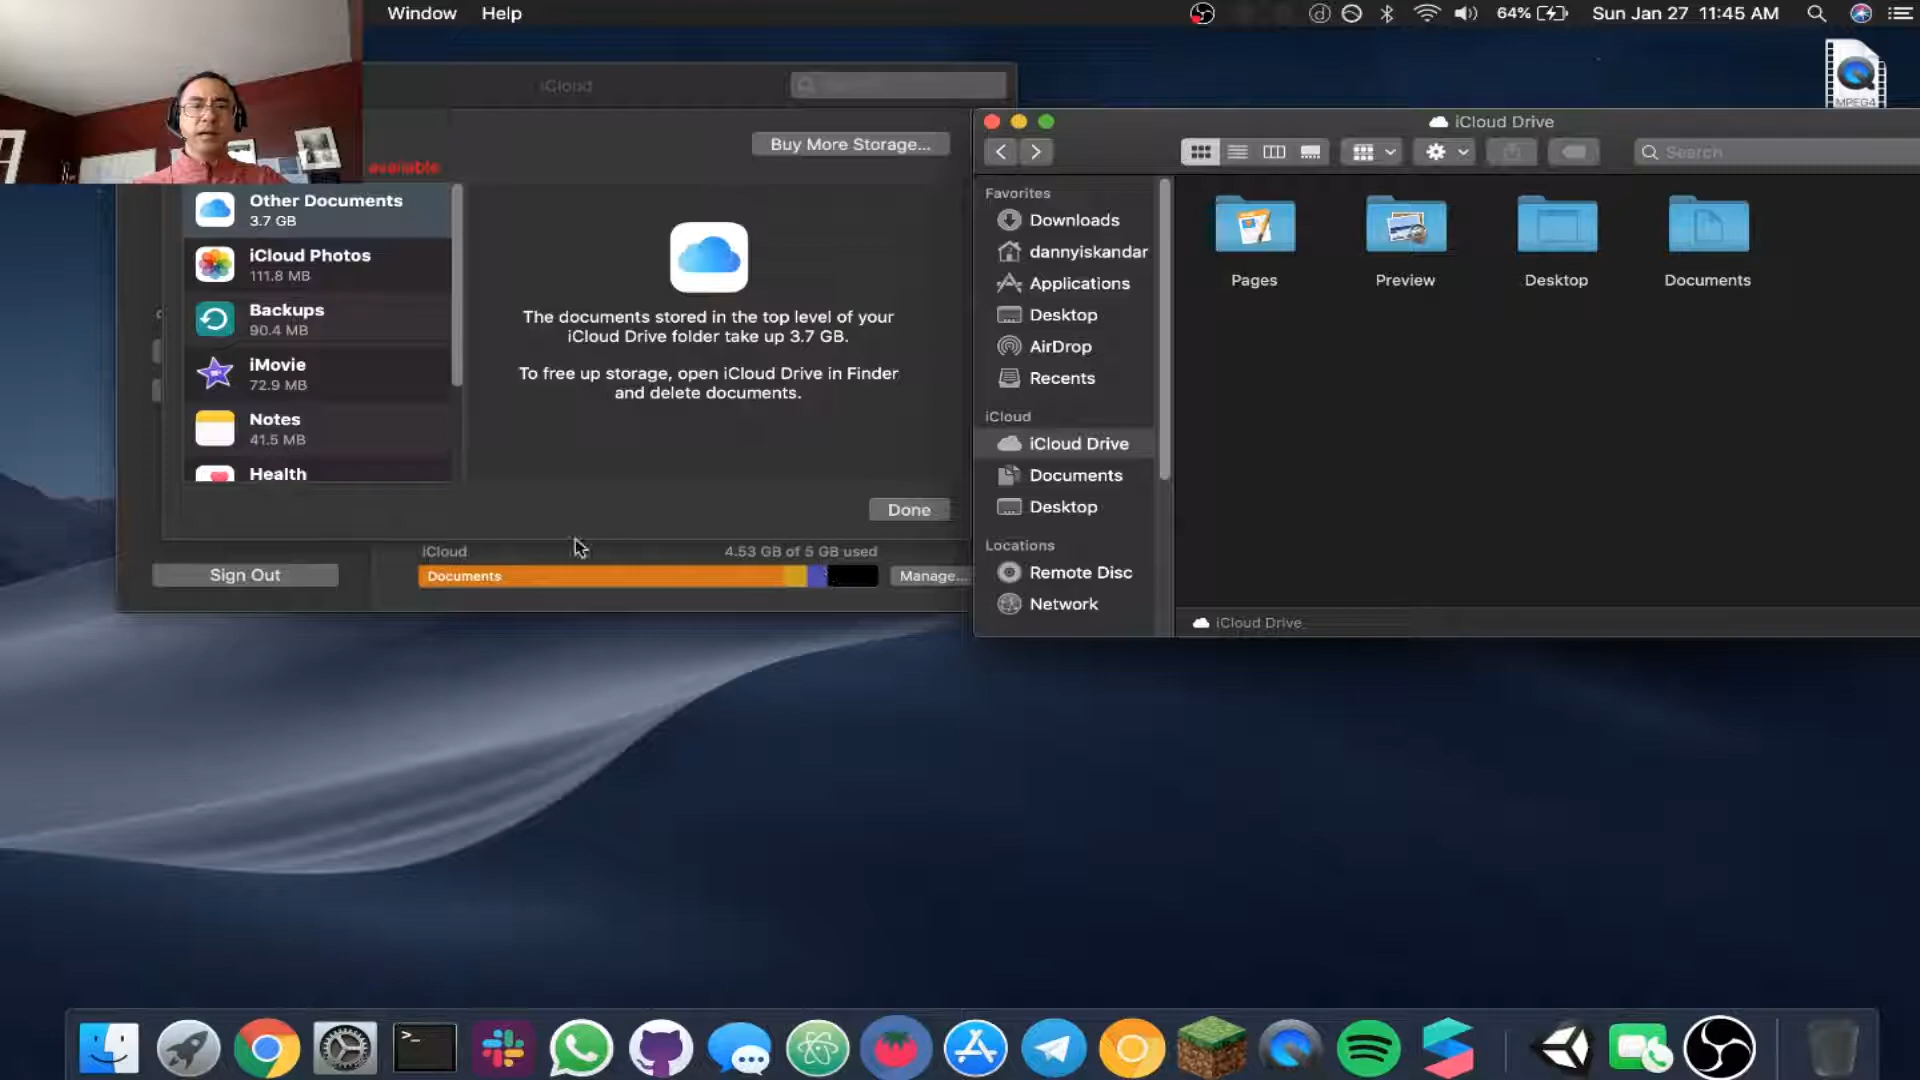 Window Help
64% Sun Jan 27 11:45 AM
MPEG4
iCloud
Buy More Storage...
available
Other Documents
3.7 GB
iCloud Photos
111.8 MB
Backups
90.4 MB
iMovie
72.9 MB
Notes
41.5 MB
Health
The documents stored in the top level of your
iCloud Drive folder take up 3.7 GB.
To free up storage, open iCloud Drive in Finder
and delete documents.
Done
Sign Out
iCloud
4.53 GB of 5 GB used
Documents
Manage...
iCloud Drive
Search
Favorites
Downloads
dannyiskandar
Applications
Desktop
AirDrop
Recents
iCloud
iCloud Drive
Documents
Desktop
Locations
Remote Disc
Network
Pages
Preview
Desktop
Documents
iCloud Drive